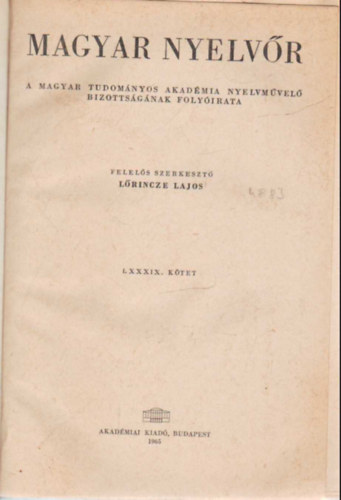 MAGYAR NYELVŐR
A MAGYAR TUDOMÁNYOS AKADÉMIA NYELVMŰVELŐ
BIZOTTSÁGÁNAK FOLYÓIRATA
FELELŐS SZERKESZTŐ
LŐRINCZE LAJOS
LXXXIX. KÖTET
AKADÉMIAI KIADÓ, BUDAPEST
1965